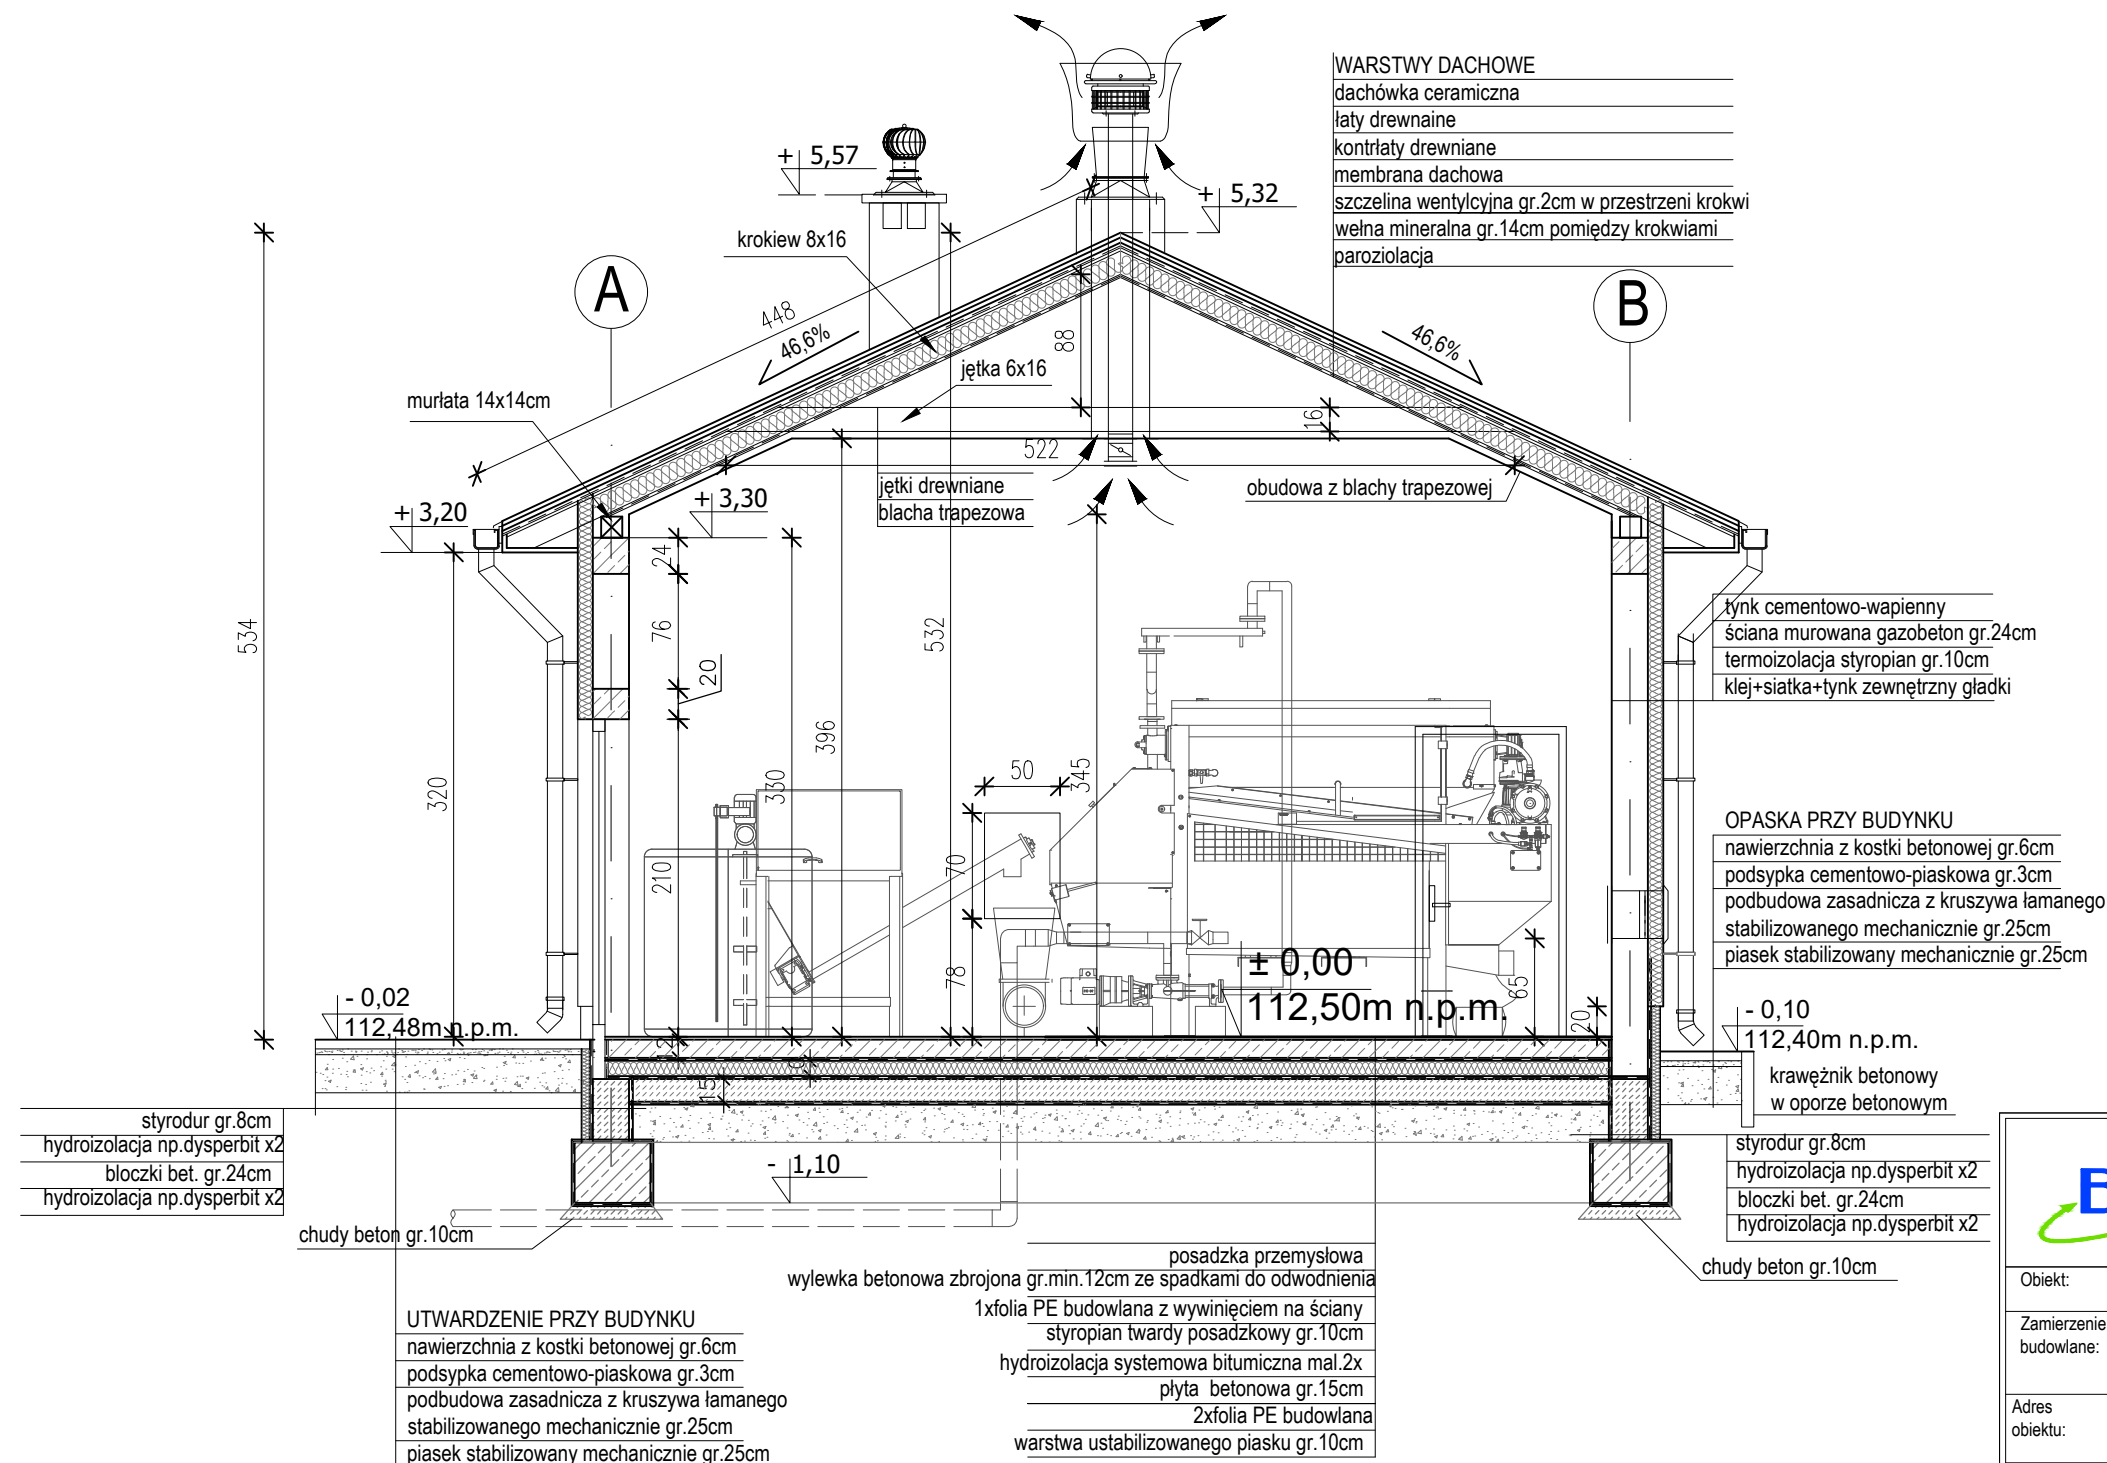 WARSTWY DACHOWE
dachówka ceramiczna
łaty drewnaine
kontrłaty drewniane
membrana dachowa
szczelina wentylcyjna gr.2cm w przestrzeni krokwi
wełna mineralna gr.14cm pomiędzy krokwiami
paroziolacja
+ 5,57
+ 5,32
krokiew 8x16
A
B
448
46,6%
46,6%
88
jętka 6x16
murłata 14x14cm
16
522
jętki drewniane
blacha trapezowa
obudowa z blachy trapezowej
+ 3,20
+ 3,30
534
320
24
76
20
210
330
396
532
345
50
70
78
65
20
12
15
tynk cementowo-wapienny
ściana murowana gazobeton gr.24cm
termoizolacja styropian gr.10cm
klej+siatka+tynk zewnętrzny gładki
OPASKA PRZY BUDYNKU
nawierzchnia z kostki betonowej gr.6cm
podsypka cementowo-piaskowa gr.3cm
podbudowa zasadnicza z kruszywa łamanego
stabilizowanego mechanicznie gr.25cm
piasek stabilizowany mechanicznie gr.25cm
± 0,00
112,50m n.p.m.
- 0,02
112,48m n.p.m.
- 0,10
112,40m n.p.m.
krawężnik betonowy
w oporze betonowym
styrodur gr.8cm
hydroizolacja np.dysperbit x2
bloczki bet. gr.24cm
hydroizolacja np.dysperbit x2
chudy beton gr.10cm
- 1,10
styrodur gr.8cm
hydroizolacja np.dysperbit x2
bloczki bet. gr.24cm
hydroizolacja np.dysperbit x2
chudy beton gr.10cm
posadzka przemysłowa
wylewka betonowa zbrojona gr.min.12cm ze spadkami do odwodnienia
1xfolia PE budowlana z wywinięciem na ściany
styropian twardy posadzkowy gr.10cm
hydroizolacja systemowa bitumiczna mal.2x
płyta betonowa gr.15cm
2xfolia PE budowlana
warstwa ustabilizowanego piasku gr.10cm
UTWARDZENIE PRZY BUDYNKU
nawierzchnia z kostki betonowej gr.6cm
podsypka cementowo-piaskowa gr.3cm
podbudowa zasadnicza z kruszywa łamanego
stabilizowanego mechanicznie gr.25cm
piasek stabilizowany mechanicznie gr.25cm
Obiekt:
Zamierzenie
budowlane:
Adres
obiektu: